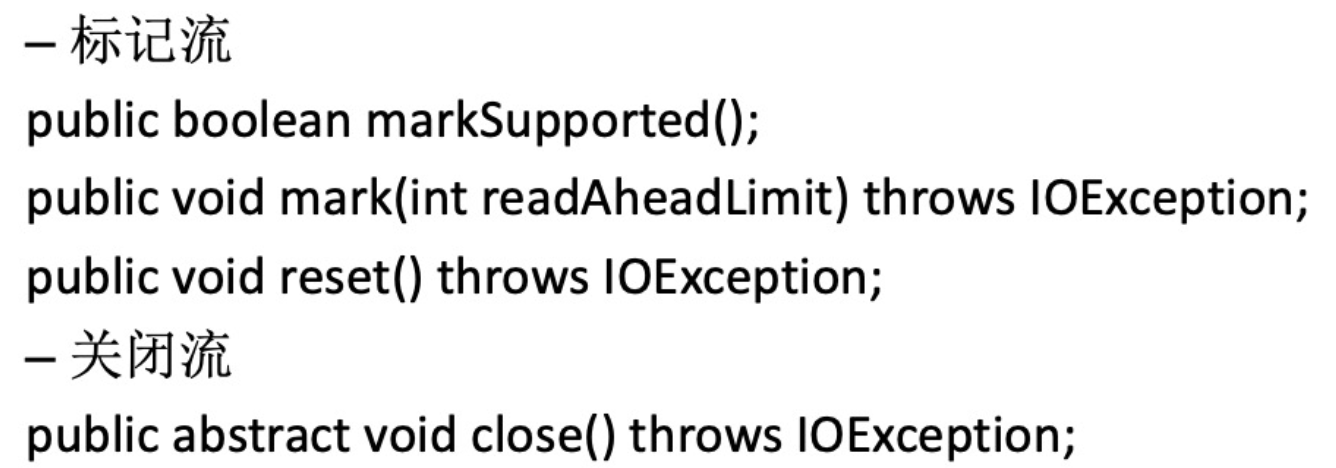 – 标记流
public boolean markSupported();
public void mark(int readAheadLimit) throws IOException;
public void reset() throws IOException;
– 关闭流
public abstract void close() throws IOException;